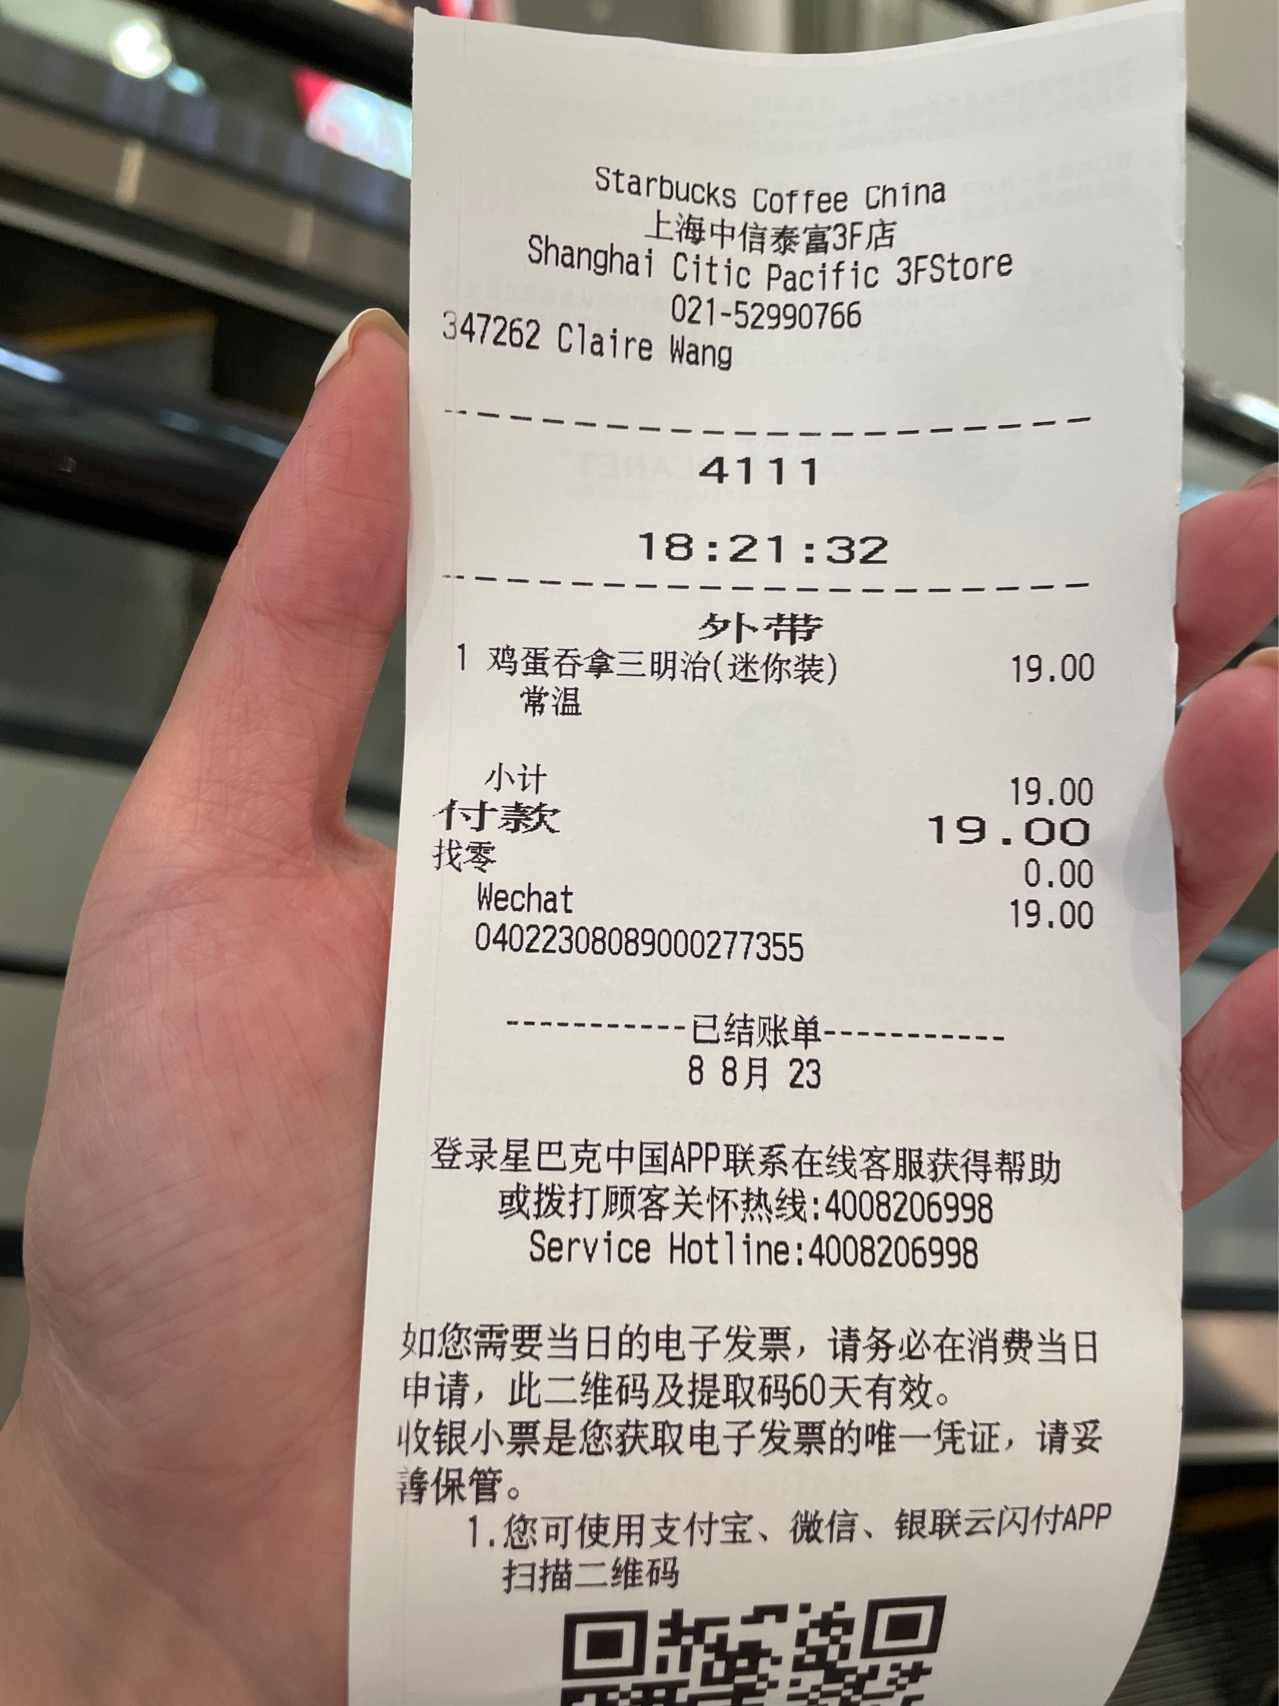 Starbucks Coffee China
上海中信泰富3F店
Shanghai Citic Pacific 3FStore
021-52990766
347262 Claire Wang
4111
18:21:32
外带
1 鸡蛋吞拿三明治(迷你装) 19.00
常温
小计 19.00
付款 19.00
找零 0.00
Wechat 19.00
04022308089000277355
-----------已结账单-----------
8 8月 23
登录星巴克中国APP联系在线客服获得帮助
或拨打顾客关怀热线:4008206998
Service Hotline:4008206998
如您需要当日的电子发票，请务必在消费当日
申请，此二维码及提取码60天有效。
收银小票是您获取电子发票的唯一凭证，请妥
善保管。
1.您可使用支付宝、微信、银联云闪付APP
扫描二维码